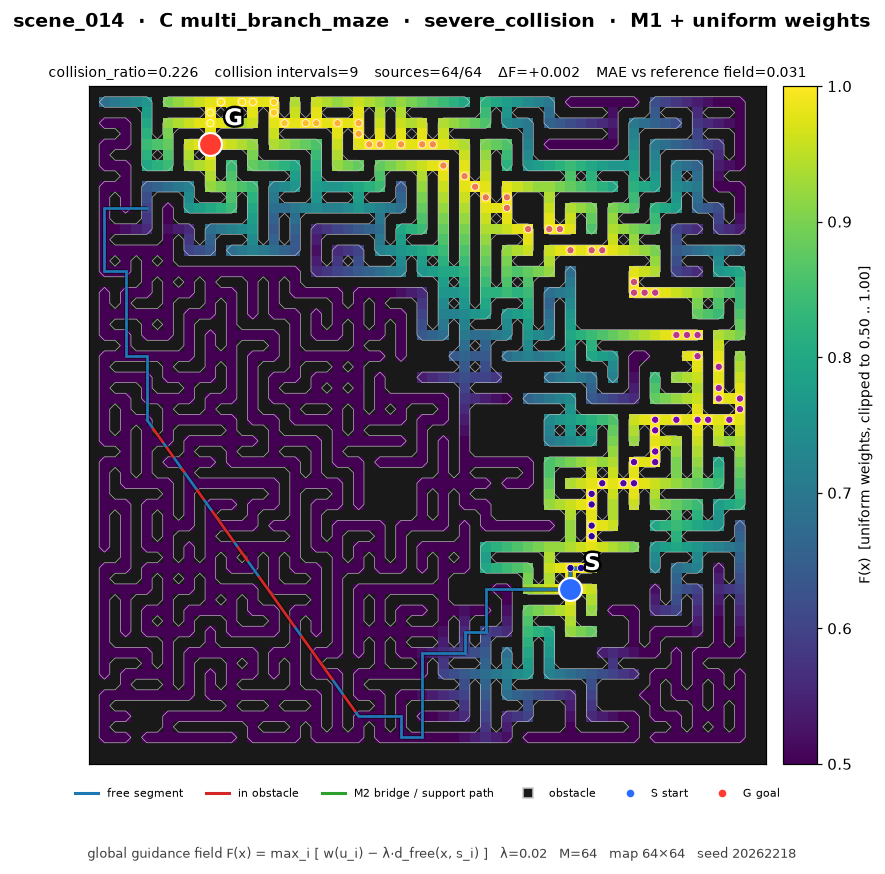 scene_014 · C multi_branch_maze · severe_collision · M1 + uniform weights
collision_ratio=0.226 collision intervals=9 sources=64/64 ΔF=+0.002 MAE vs reference field=0.031
G
S
1.0
0.9
0.8
0.7
0.6
0.5
F(x) [uniform weights, clipped to 0.50 .. 1.00]
free segment
in obstacle
M2 bridge / support path
obstacle
S start
G goal
global guidance field F(x) = max_i [ w(u_i) − λ·d_free(x, s_i) ] λ=0.02 M=64 map 64×64 seed 20262218